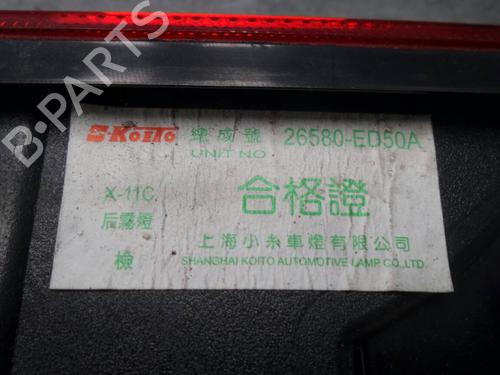 B-PARTS
S-KOITO 總成號 26580-ED50A
UNIT NO
X-11C 合格證
后霧燈
上海小糸車燈有限公司
檢 SHANGHAI KOITO AUTOMOTIVE LAMP CO.,LTD.